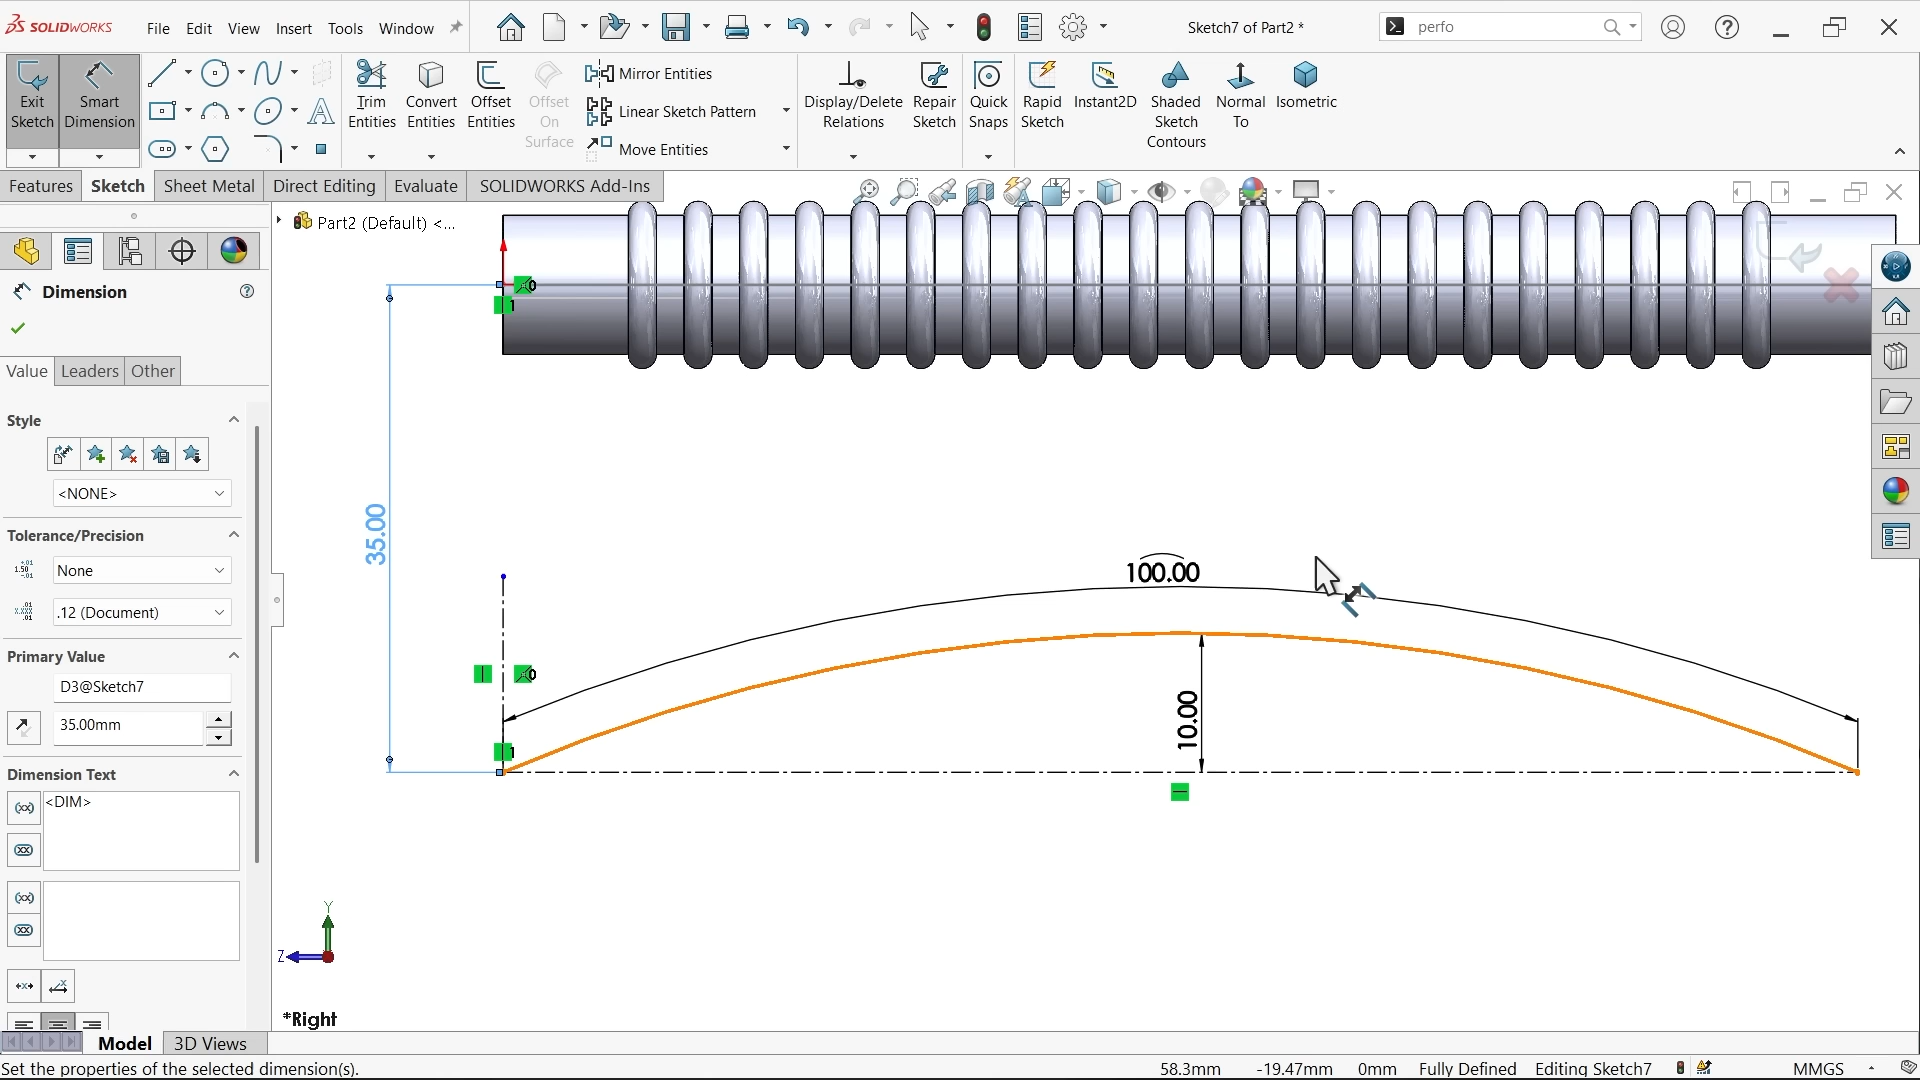 SOLIDWORKS
File Edit View Insert Tools Window
Sketch7 of Part2 *
perfo
Exit Sketch
Smart Dimension
Trim Entities
Convert Entities
Offset Entities
Offset On Surface
Mirror Entities
Linear Sketch Pattern
Move Entities
Display/Delete Relations
Repair Sketch
Quick Snaps
Rapid Sketch
Instant2D
Shaded Sketch Contours
Normal To
Isometric
Features Sketch Sheet Metal Direct Editing Evaluate SOLIDWORKS Add-Ins
Part2 (Default) <...
Dimension
Value Leaders Other
Style
<NONE>
Tolerance/Precision
None
.12 (Document)
Primary Value
D3@Sketch7
35.00mm
Dimension Text
<DIM>
0
1
35.00
100.00
10.00
0
1
Y
Z
*Right
Model 3D Views
Set the properties of the selected dimension(s).
58.3mm -19.47mm 0mm Fully Defined Editing Sketch7 MMGS